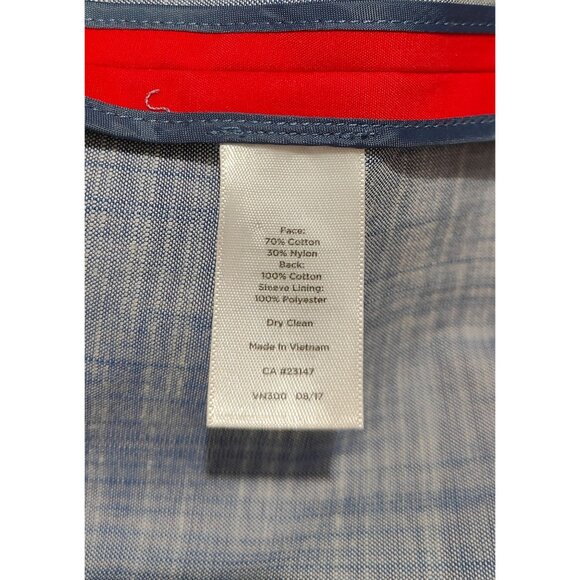 Face:
70% Cotton
30% Nylon
Back:
100% Cotton
Sleeve Lining:
100% Polyester
Dry Clean
Made In Vietnam
CA #23147
VN300 08/17